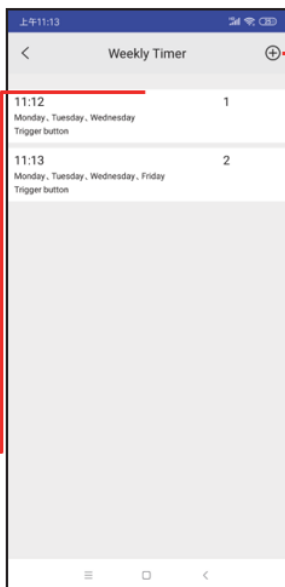 上午11:13
Weekly Timer
11:12 1
Monday、Tuesday、Wednesday
Trigger button
11:13 2
Monday、Tuesday、Wednesday、Friday
Trigger button